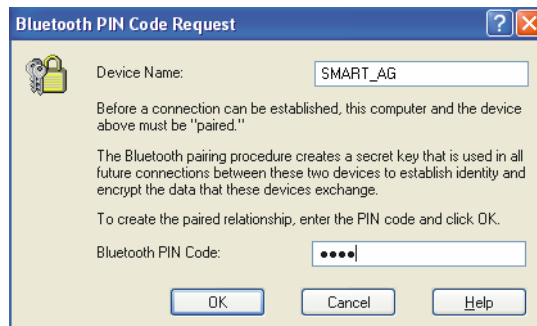 Bluetooth PIN Code Request
Device Name: SMART_AG
Before a connection can be established, this computer and the device
above must be "paired."
The Bluetooth pairing procedure creates a secret key that is used in all
future connections between these two devices to establish identity and
encrypt the data that these devices exchange.
To create the paired relationship, enter the PIN code and click OK.
Bluetooth PIN Code: ••••
OK Cancel Help